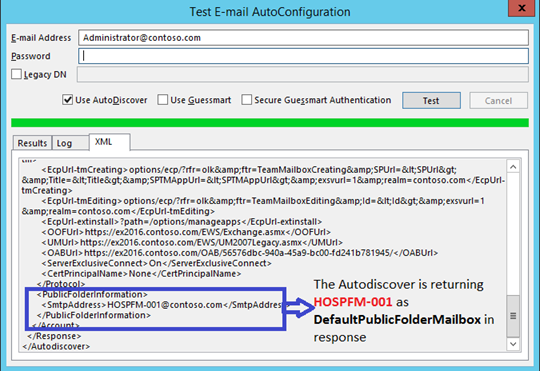 Test E-mail AutoConfiguration
E-mail Address Administrator@contoso.com
Password
Legacy DN
Use AutoDiscover Use Guessmart Secure Guessmart Authentication Test Cancel
Results Log XML
<EcpUrl-tmCreating>options/ecp/?rfr=olk&amp;ftr=TeamMailboxCreating&amp;SPUrl=&lt;SPUrl&gt;
&amp;Title=&lt;Title&gt;&amp;SPTMAppUrl=&lt;SPTMAppUrl&gt;&amp;exsvurl=1&amp;realm=contoso.com</EcpUrl-
tmCreating>
<EcpUrl-tmEditing>options/ecp/?rfr=olk&amp;ftr=TeamMailboxEditing&amp;Id=&lt;Id&gt;&amp;exsvurl=1
&amp;realm=contoso.com</EcpUrl-tmEditing>
<EcpUrl-extinstall>?path=/options/manageapps</EcpUrl-extinstall>
<OOFUrl>https://ex2016.contoso.com/EWS/Exchange.asmx</OOFUrl>
<UMUrl>https://ex2016.contoso.com/EWS/UM2007Legacy.asmx</UMUrl>
<OABUrl>https://ex2016.contoso.com/OAB/56576dbc-940a-45a9-bc00-fd241b781945/</OABUrl>
<ServerExclusiveConnect>On</ServerExclusiveConnect>
<CertPrincipalName>None</CertPrincipalName>
</Protocol>
<PublicFolderInformation>
<SmtpAddress>HOSPFM-001@contoso.com</SmtpAddress>
</PublicFolderInformation>
</Account>
</Response>
</Autodiscover>
The Autodiscover is returning
HOSPFM-001 as
DefaultPublicFolderMailbox in
response